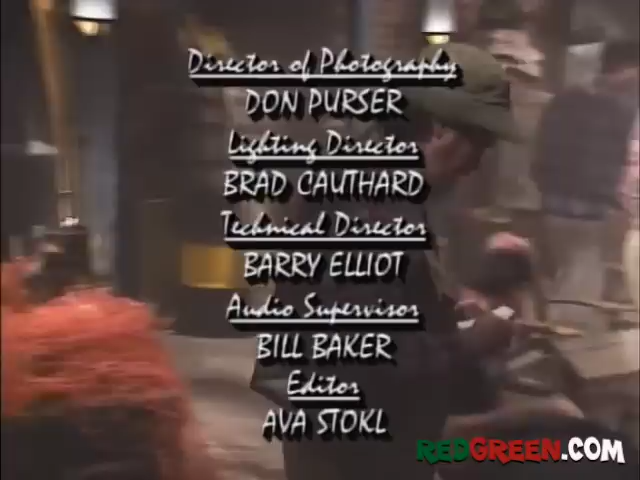 Director of Photography
DON PURSER
Lighting Director
BRAD CAUTHARD
Technical Director
BARRY ELLIOT
Audio Supervisor
BILL BAKER
Editor
AVA STOKL
REDGREEN.COM